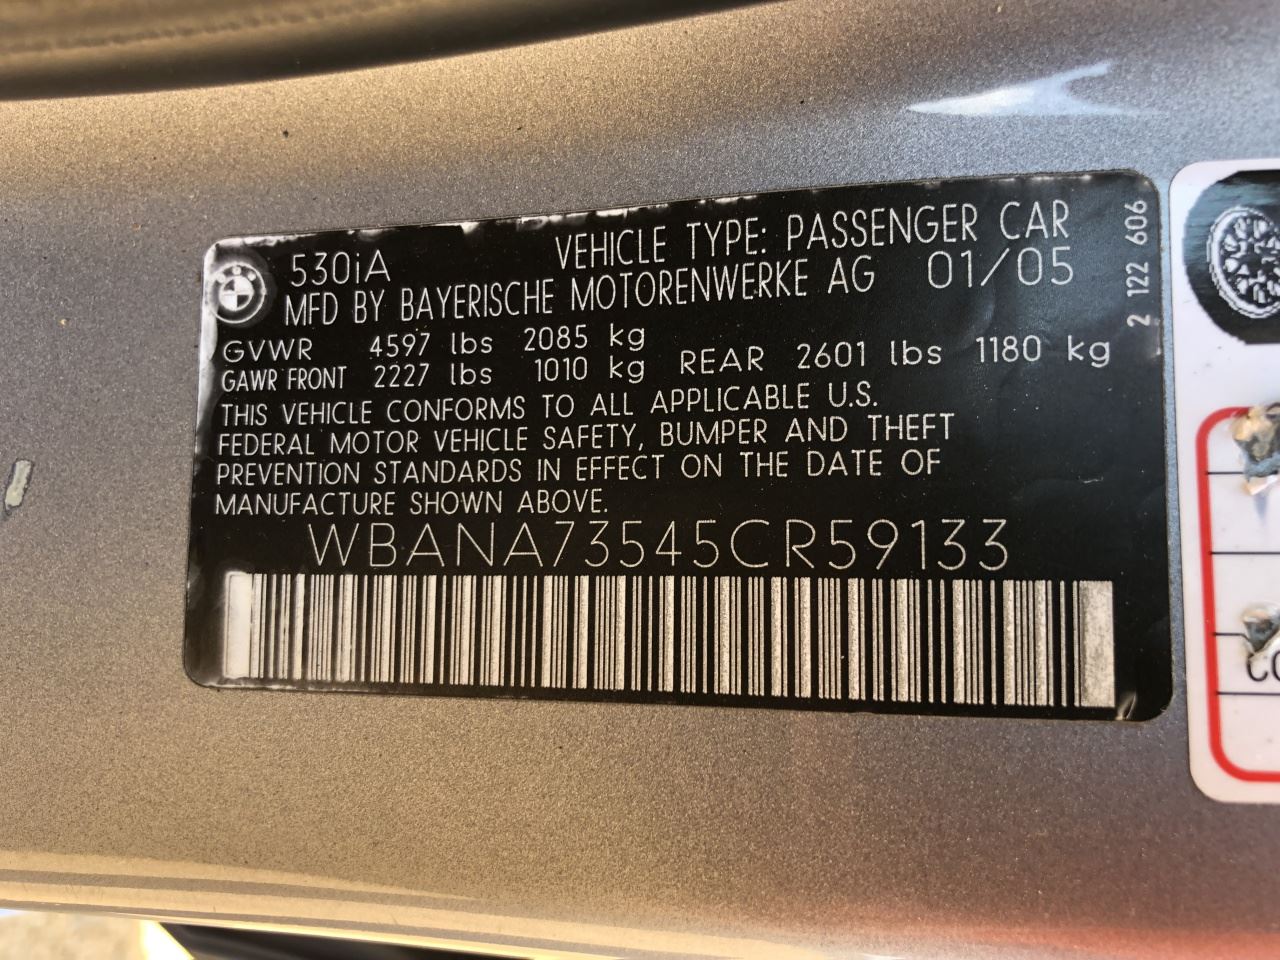 530iA
VEHICLE TYPE: PASSENGER CAR
MFD BY BAYERISCHE MOTORENWERKE AG 01/05
GVWR 4597 lbs 2085 kg
GAWR FRONT 2227 lbs 1010 kg REAR 2601 lbs 1180 kg
THIS VEHICLE CONFORMS TO ALL APPLICABLE U.S.
FEDERAL MOTOR VEHICLE SAFETY, BUMPER AND THEFT
PREVENTION STANDARDS IN EFFECT ON THE DATE OF
MANUFACTURE SHOWN ABOVE.
WBANA73545CR59133
2 122 606